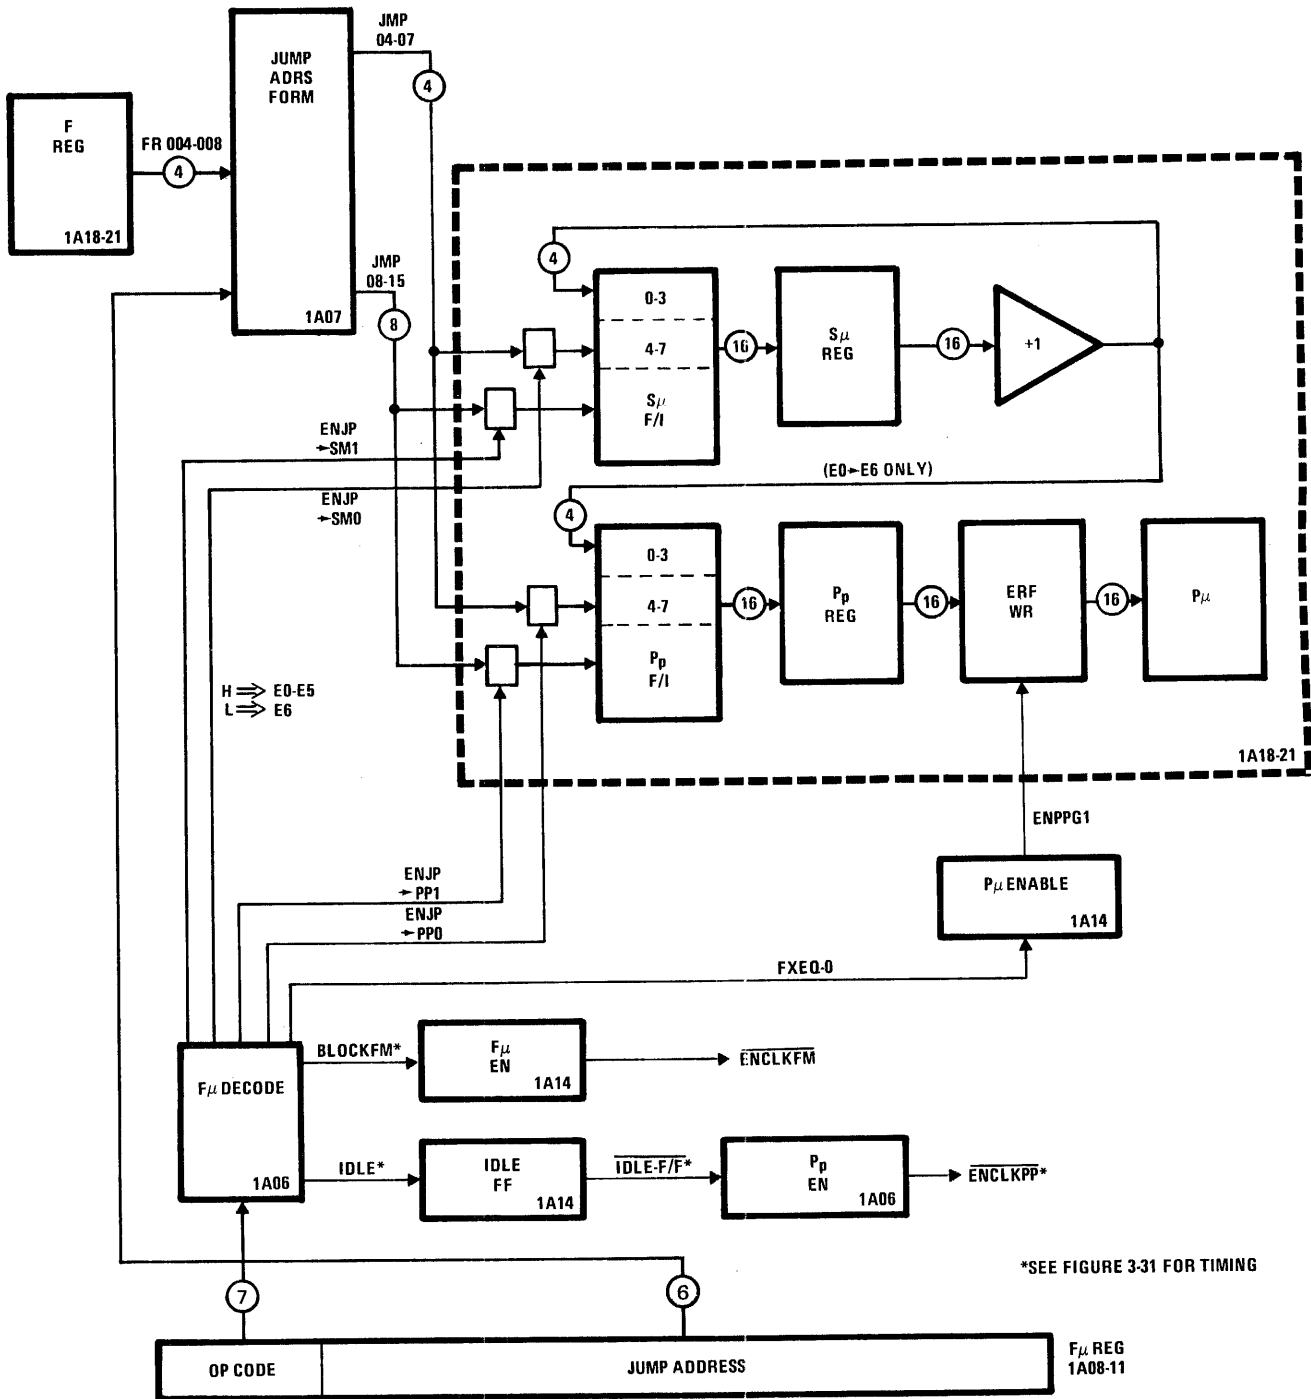 JMP
04-07
4
JUMP
ADRS
FORM
1A07
F
REG
1A18-21
FR 004-008
4
JMP
08-15
8
4
0-3
4-7
Sμ
F/I
16
Sμ
REG
16
+1
ENJP
→SM1
ENJP
→SM0
(E0→E6 ONLY)
4
0-3
4-7
Pp
F/I
16
Pp
REG
16
ERF
WR
16
Pμ
H ⇒ E0-E5
L ⇒ E6
1A18-21
ENPPG1
Pμ ENABLE
1A14
ENJP
→PP1
ENJP
→PP0
FXEQ-0
Fμ DECODE
1A06
BLOCKFM*
Fμ
EN
1A14
ENCLKFM
IDLE*
IDLE
FF
1A14
IDLE-F/F*
Pp
EN
1A06
ENCLKPP*
*SEE FIGURE 3-31 FOR TIMING
7
6
OP CODE
JUMP ADDRESS
Fμ REG
1A08-11